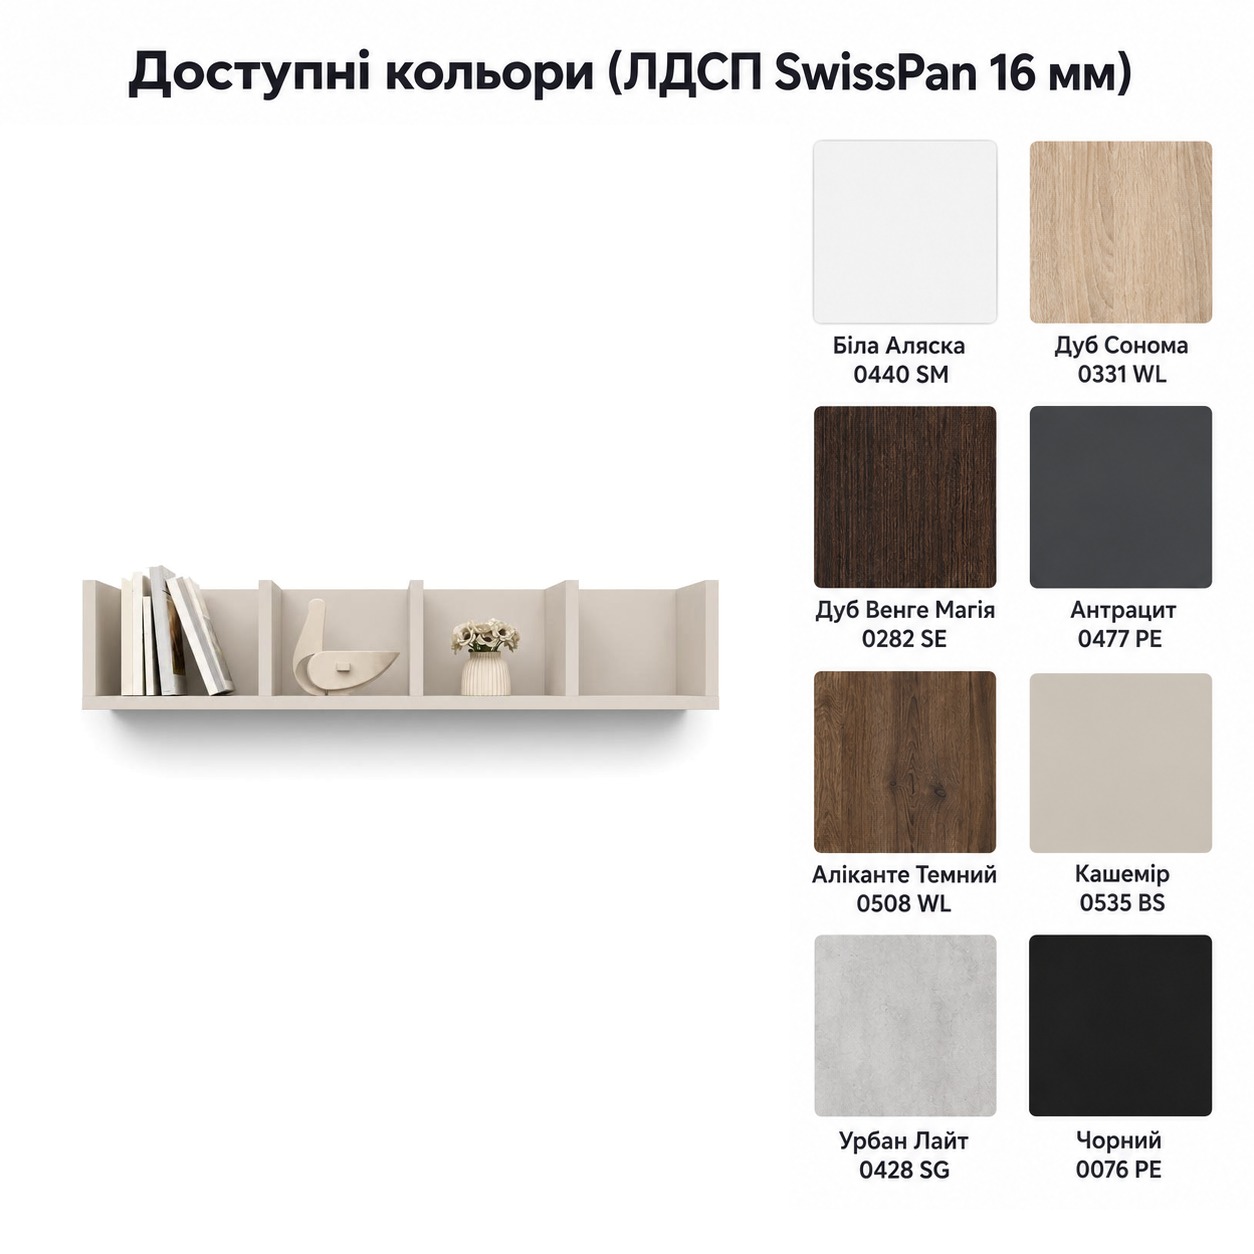 Доступні кольори (ЛДСП SwissPan 16 мм)
Біла Аляска
0440 SM
Дуб Сонома
0331 WL
Дуб Венге Магія
0282 SE
Антрацит
0477 PE
Аліканте Темний
0508 WL
Кашемір
0535 BS
Урбан Лайт
0428 SG
Чорний
0076 PE